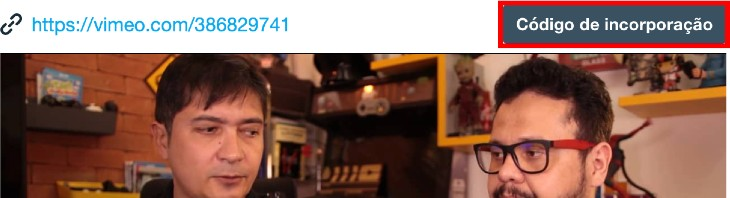 https://vimeo.com/386829741
Código de incorporação